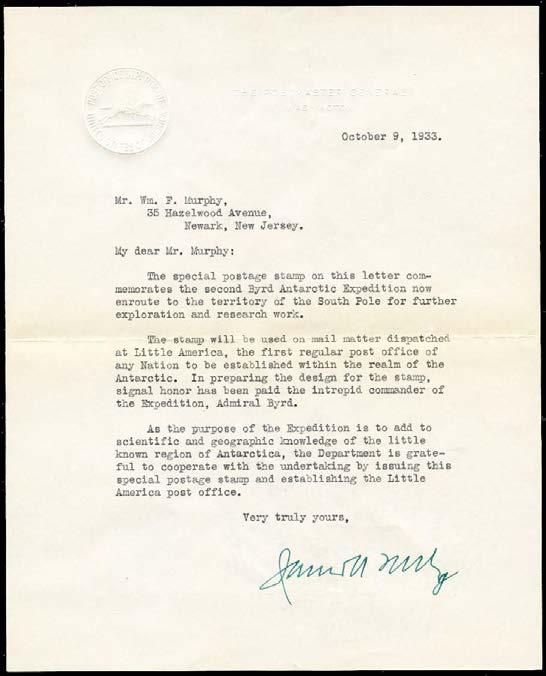 THE POSTMASTER GENERAL
WASHINGTON
October 9, 1933.
Mr. Wm. F. Murphy,
35 Hazelwood Avenue,
Newark, New Jersey.
My dear Mr. Murphy:
The special postage stamp on this letter com-
memorates the second Byrd Antarctic Expedition now
enroute to the territory of the South Pole for further
exploration and research work.
The stamp will be used on mail matter dispatched
at Little America, the first regular post office of
any Nation to be established within the realm of the
Antarctic. In preparing the design for the stamp,
signal honor has been paid the intrepid commander of
the Expedition, Admiral Byrd.
As the purpose of the Expedition is to add to
scientific and geographic knowledge of the little
known region of Antarctica, the Department is grate-
ful to cooperate with the undertaking by issuing this
special postage stamp and establishing the Little
America post office.
Very truly yours,